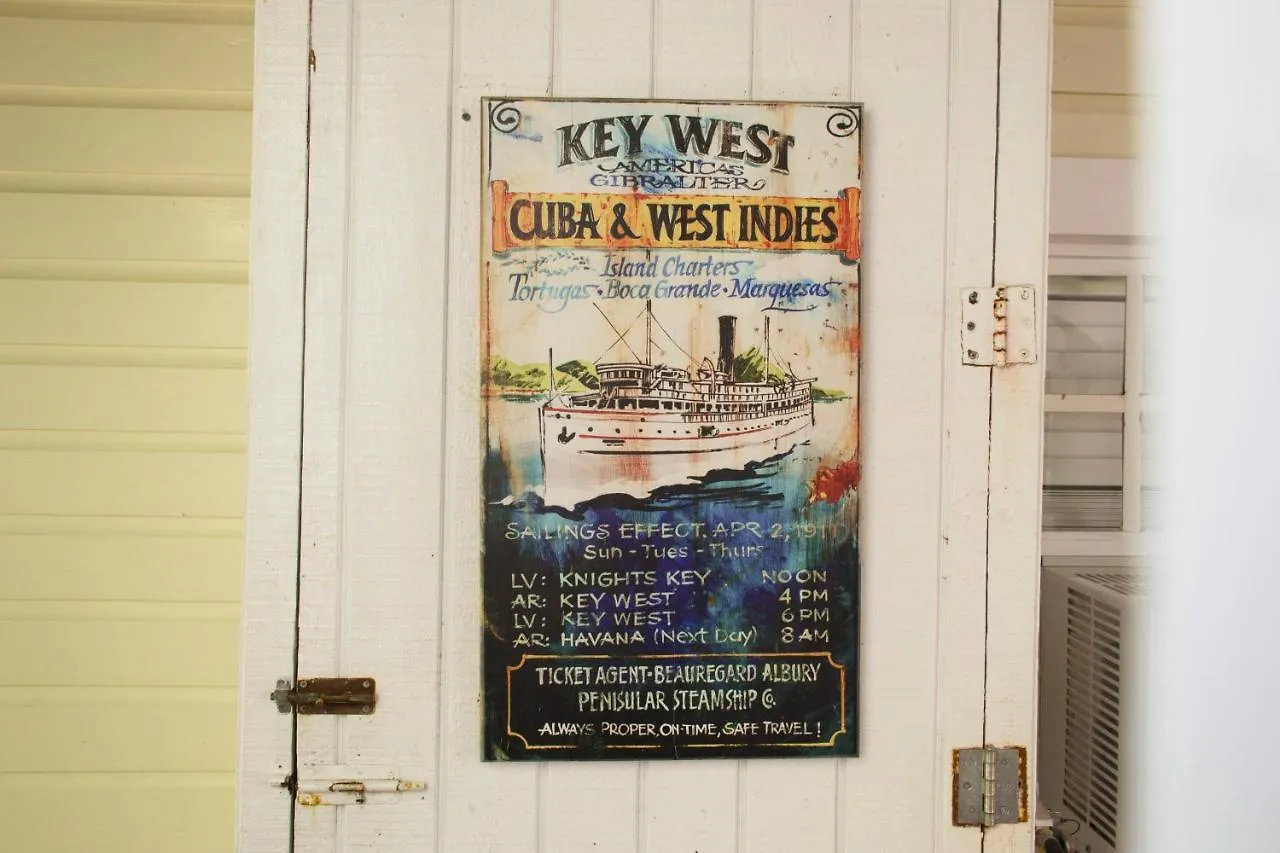 KEY WEST
AMERICAS
GIBRALTER
CUBA & WEST INDIES
Island Charters
Tortugas • Boca Grande • Marquesas
SAILINGS EFFECT. APR 2,
Sun - Tues - Thurs
LV: KNIGHTS KEY NOON
AR: KEY WEST 4 PM
LV: KEY WEST 6 PM
AR: HAVANA (Next Day) 8 AM
TICKET AGENT • BEAUREGARD ALBURY
PENISULAR STEAMSHIP Co.
ALWAYS PROPER, ON-TIME, SAFE TRAVEL!